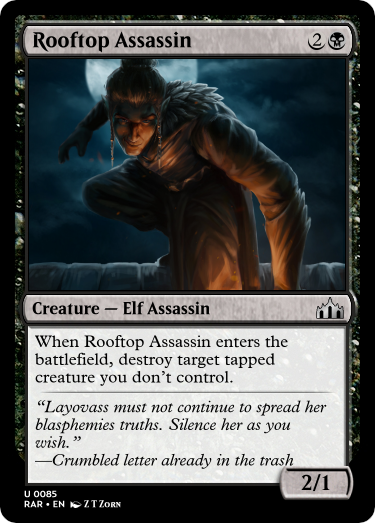 Rooftop Assassin 2
Creature — Elf Assassin
When Rooftop Assassin enters the
battlefield, destroy target tapped
creature you don't control.
"Layovass must not continue to spread her
blasphemies truths. Silence her as you
wish."
—Crumbled letter already in the trash
2/1
U 0085
RAR • EN Z T Zorn